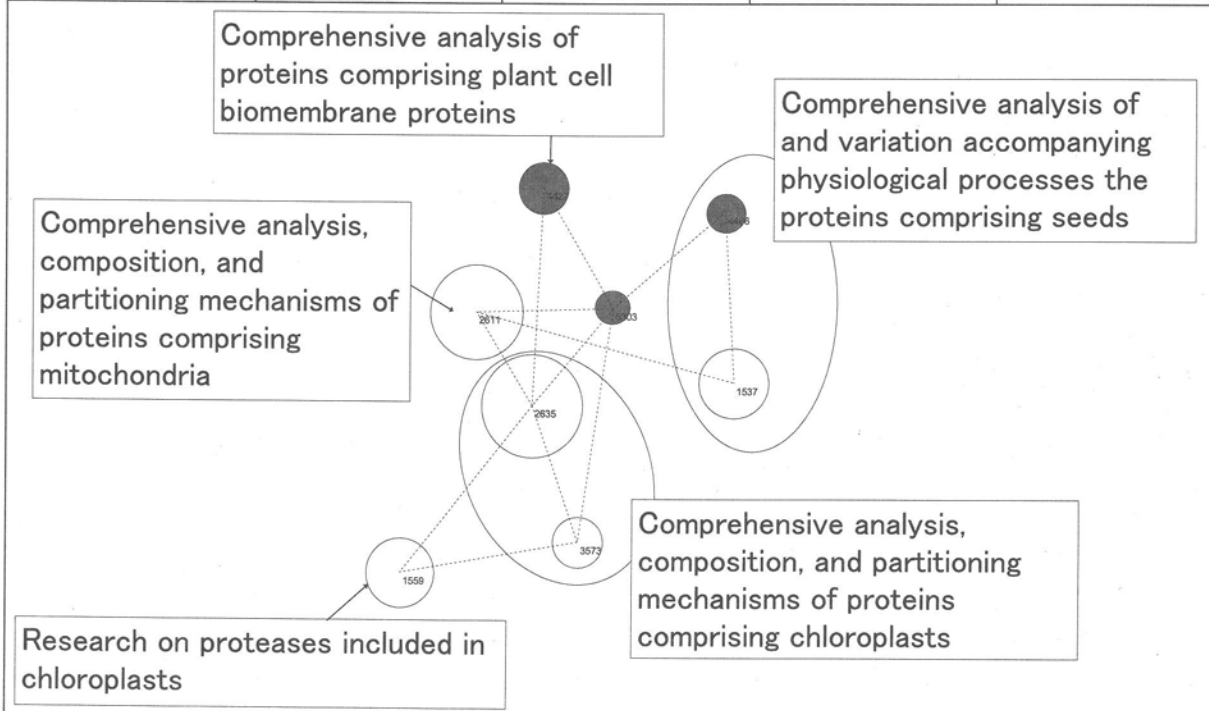 Comprehensive analysis of
proteins comprising plant cell
biomembrane proteins
Comprehensive analysis of
and variation accompanying
physiological processes the
proteins comprising seeds
Comprehensive analysis,
composition, and
partitioning mechanisms of
proteins comprising
mitochondria
2611
1537
2635
3573
1559
Comprehensive analysis,
composition, and partitioning
mechanisms of proteins
comprising chloroplasts
Research on proteases included in
chloroplasts